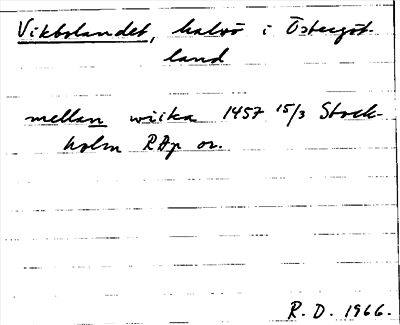 Vikbolandet, halvö i Östergöt-
land
mellan wiika 1457 15/3 Stock-
holm RAp or.
R. D. 1966.